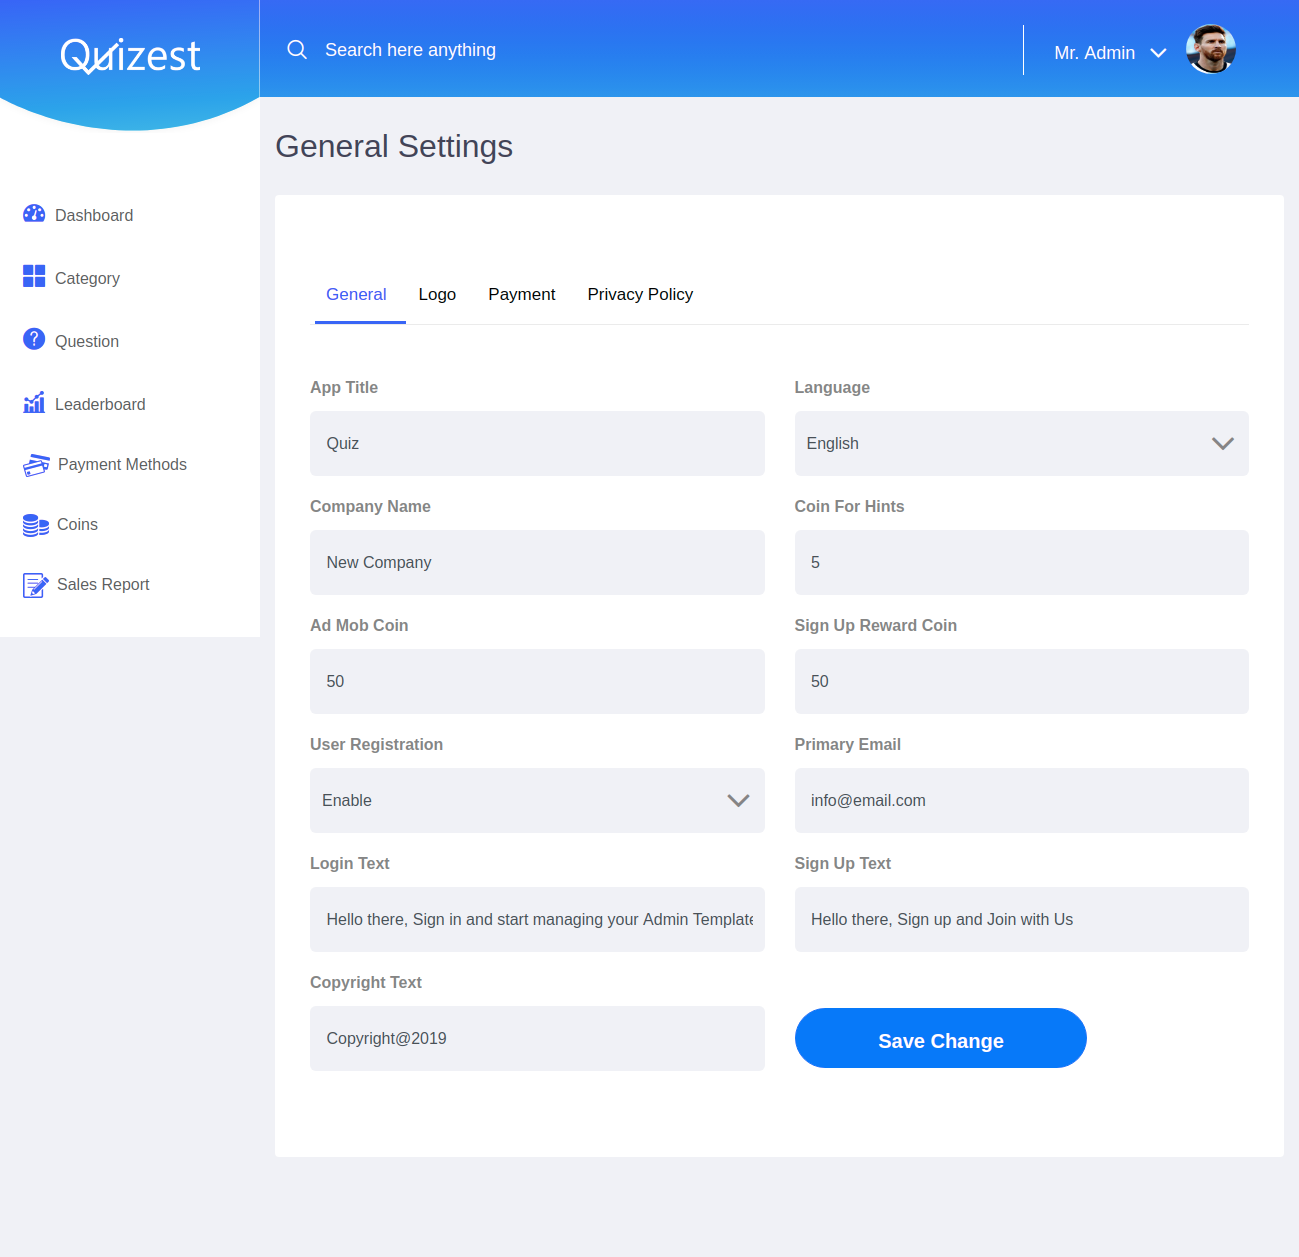 Quizest
Search here anything
Mr. Admin
General Settings
Dashboard
Category
Question
Leaderboard
Payment Methods
Coins
Sales Report
General Logo Payment Privacy Policy
App Title
Quiz
Language
English
Company Name
New Company
Coin For Hints
5
Ad Mob Coin
50
Sign Up Reward Coin
50
User Registration
Enable
Primary Email
info@email.com
Login Text
Hello there, Sign in and start managing your Admin Template
Sign Up Text
Hello there, Sign up and Join with Us
Copyright Text
Copyright@2019
Save Change